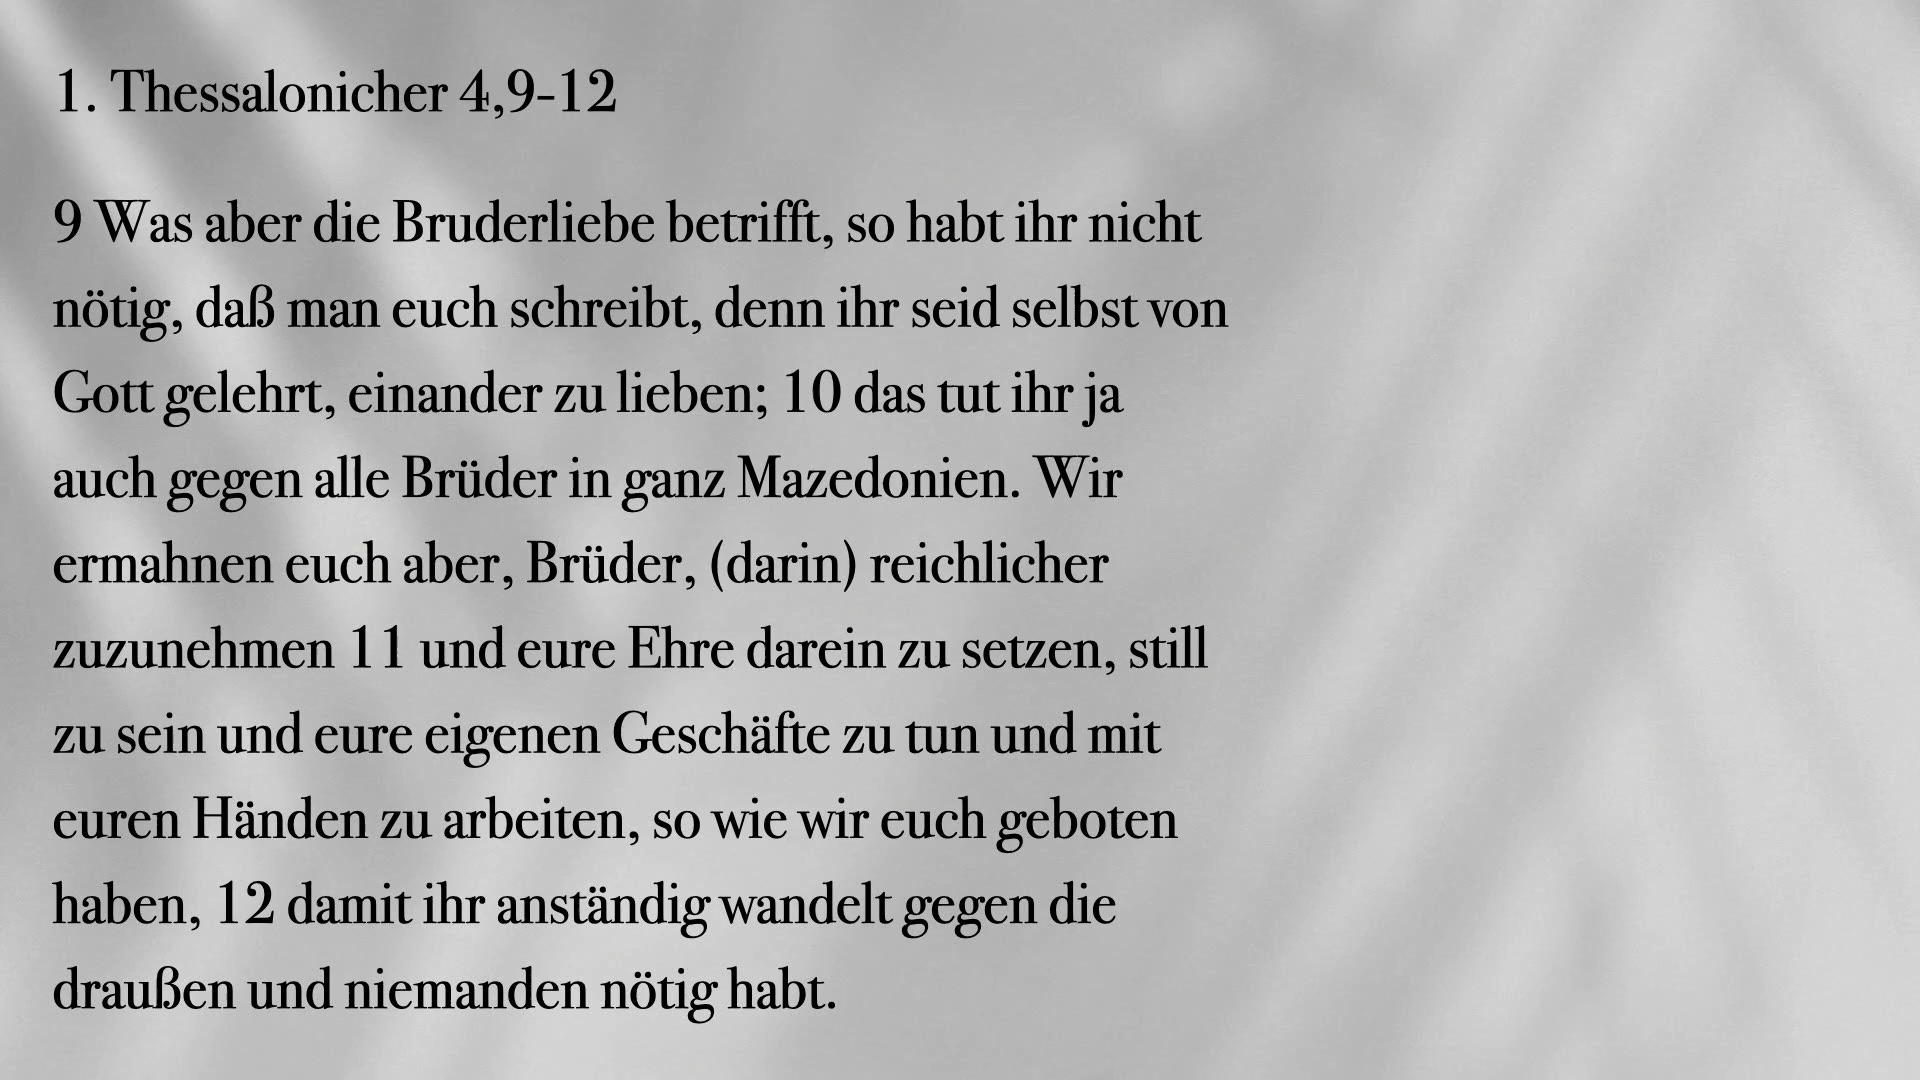 1. Thessalonicher 4,9-12
9 Was aber die Bruderliebe betrifft, so habt ihr nicht
nötig, daß man euch schreibt, denn ihr seid selbst von
Gott gelehrt, einander zu lieben; 10 das tut ihr ja
auch gegen alle Brüder in ganz Mazedonien. Wir
ermahnen euch aber, Brüder, (darin) reichlicher
zuzunehmen 11 und eure Ehre darein zu setzen, still
zu sein und eure eigenen Geschäfte zu tun und mit
euren Händen zu arbeiten, so wie wir euch geboten
haben, 12 damit ihr anständig wandelt gegen die
draußen und niemanden nötig habt.